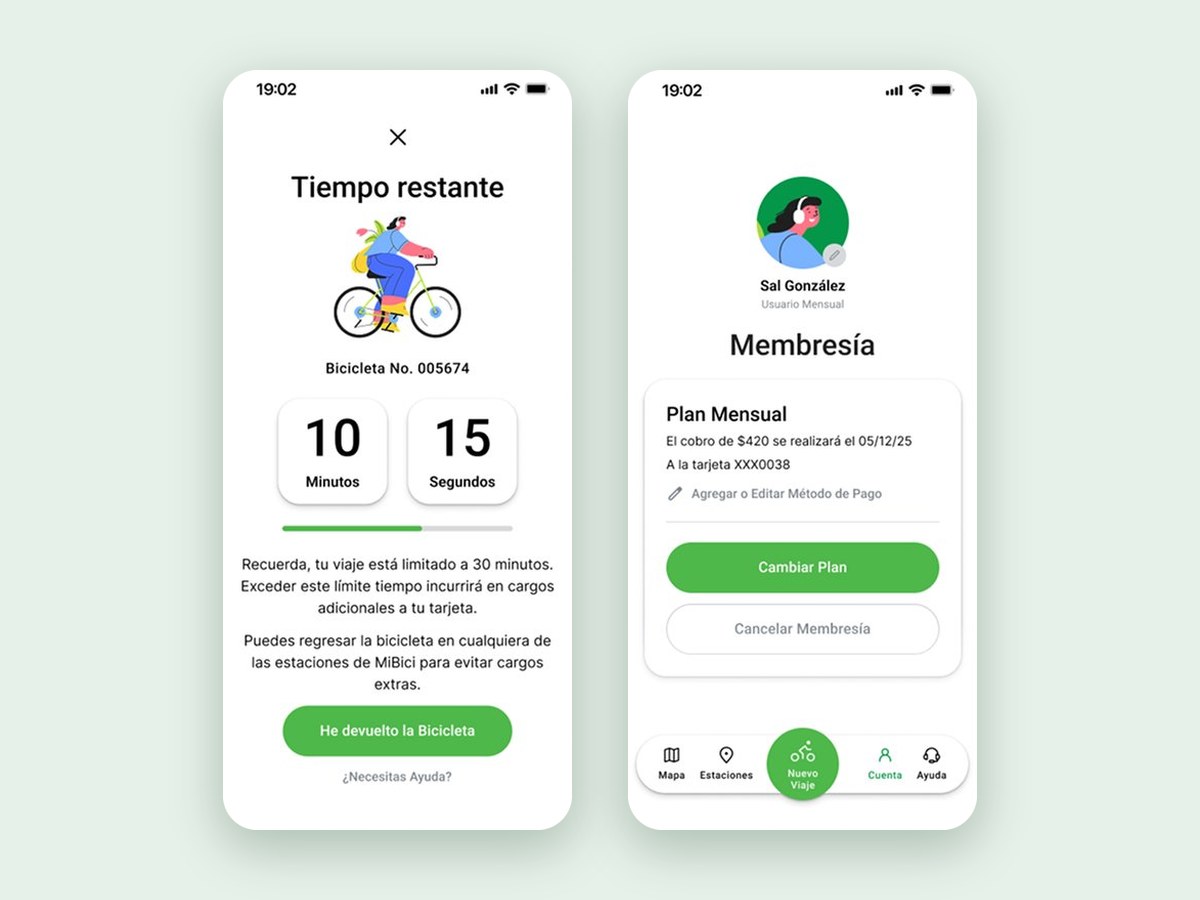 19:02
Tiempo restante
Bicicleta No. 005674
10
Minutos
15
Segundos
Recuerda, tu viaje está limitado a 30 minutos.
Exceder este límite tiempo incurrirá en cargos
adicionales a tu tarjeta.
Puedes regresar la bicicleta en cualquiera de
las estaciones de MiBici para evitar cargos
extras.
He devuelto la Bicicleta
¿Necesitas Ayuda?
19:02
Sal González
Usuario Mensual
Membresía
Plan Mensual
El cobro de $420 se realizará el 05/12/25
A la tarjeta XXX0038
Agregar o Editar Método de Pago
Cambiar Plan
Cancelar Membresía
Mapa
Estaciones
Nuevo
Viaje
Cuenta
Ayuda